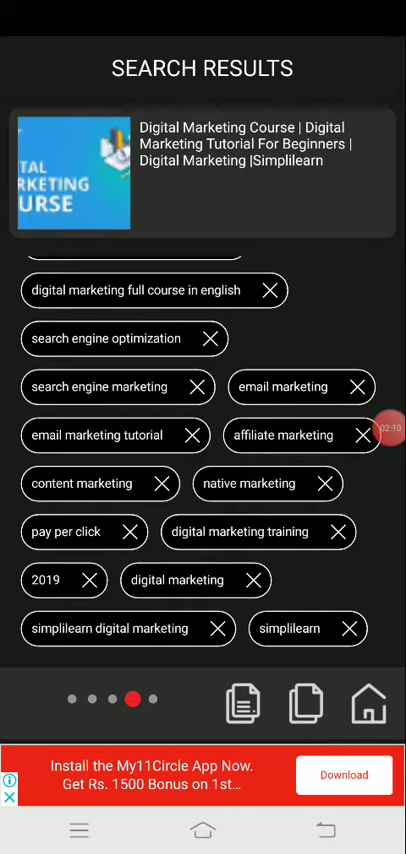 SEARCH RESULTS
Digital Marketing Course | Digital
Marketing Tutorial For Beginners |
Digital Marketing |Simplilearn
TAL
RKETING
URSE
digital marketing full course in english
search engine optimization
search engine marketing
email marketing
email marketing tutorial
affiliate marketing
02:10
content marketing
native marketing
pay per click
digital marketing training
2019
digital marketing
simplilearn digital marketing
simplilearn
Install the My11Circle App Now.
Get Rs. 1500 Bonus on 1st...
Download